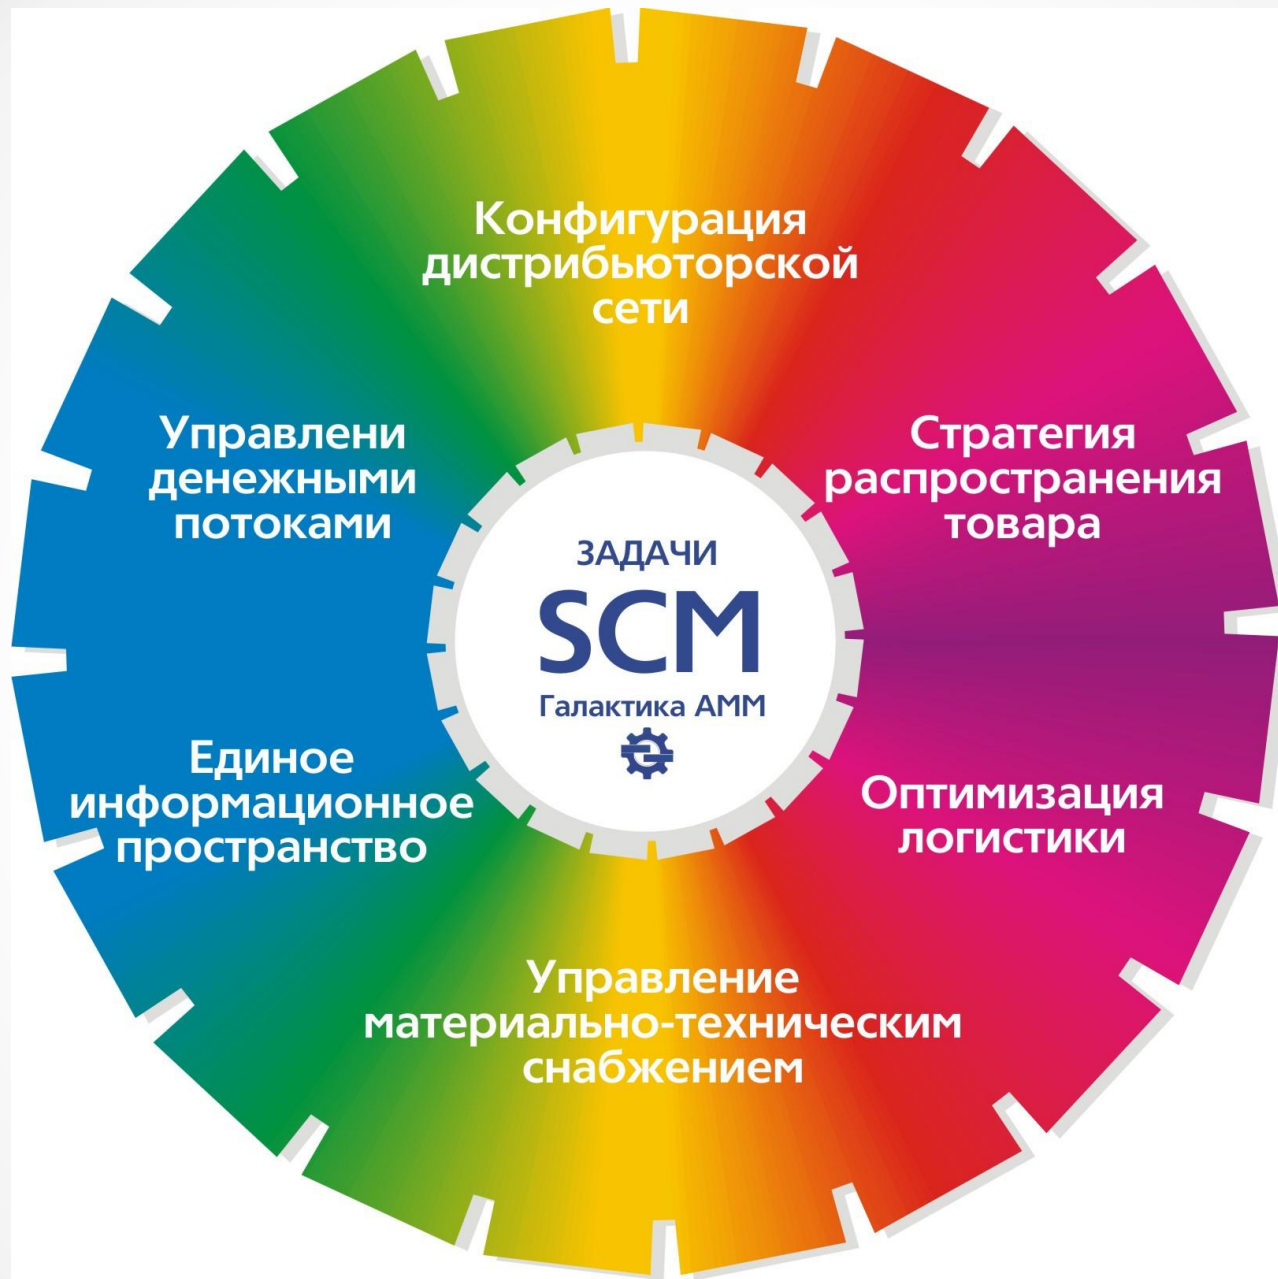 Конфигурация
дистрибьюторской
сети
Стратегия
распространения
товара
Оптимизация
логистики
Управление
материально-техническим
снабжением
Единое
информационное
пространство
Управлени
денежными
потоками
ЗАДАЧИ
SCM
Галактика АММ